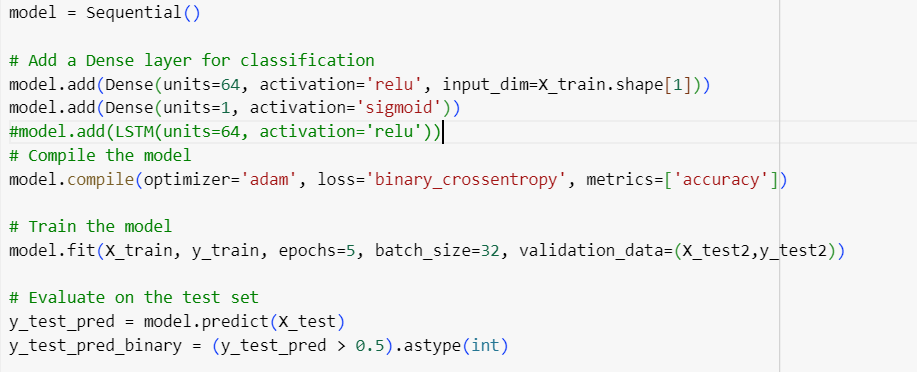 model = Sequential()
# Add a Dense layer for classification
model.add(Dense(units=64, activation='relu', input_dim=X_train.shape[1]))
model.add(Dense(units=1, activation='sigmoid'))
#model.add(LSTM(units=64, activation='relu'))
# Compile the model
model.compile(optimizer='adam', loss='binary_crossentropy', metrics=['accuracy'])
# Train the model
model.fit(X_train, y_train, epochs=5, batch_size=32, validation_data=(X_test2,y_test2))
# Evaluate on the test set
y_test_pred = model.predict(X_test)
y_test_pred_binary = (y_test_pred > 0.5).astype(int)